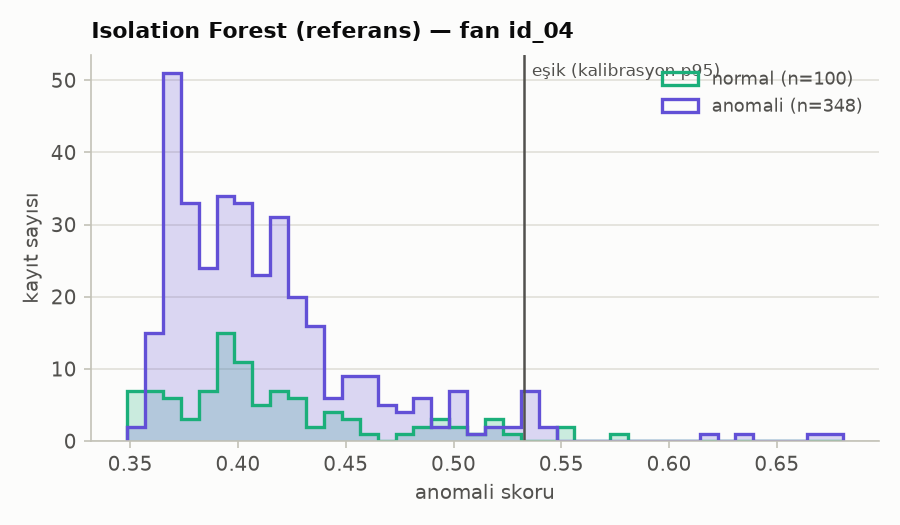 Isolation Forest (referans) — fan id_04
eşik (kalibrasyon p95)
normal (n=100)
anomali (n=348)
kayıt sayısı
50
40
30
20
10
0
0.35 0.40 0.45 0.50 0.55 0.60 0.65
anomali skoru